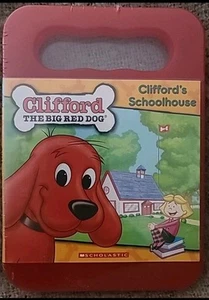 Clifford's
Schoolhouse
Clifford
THE BIG RED DOG®
SCHOLASTIC